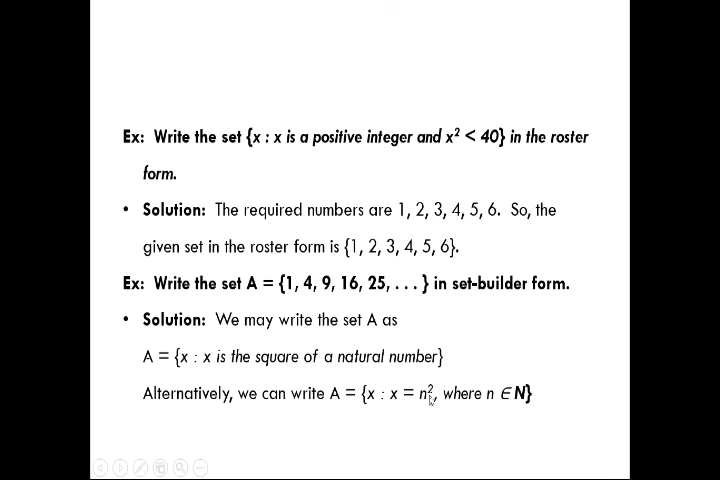 Ex: Write the set {x : x is a positive integer and x² < 40} in the roster
form.
• Solution: The required numbers are 1, 2, 3, 4, 5, 6. So, the
given set in the roster form is {1, 2, 3, 4, 5, 6}.
Ex: Write the set A = {1, 4, 9, 16, 25, . . . } in set-builder form.
• Solution: We may write the set A as
A = {x : x is the square of a natural number}
Alternatively, we can write A = {x : x = n², where n ∈ N}